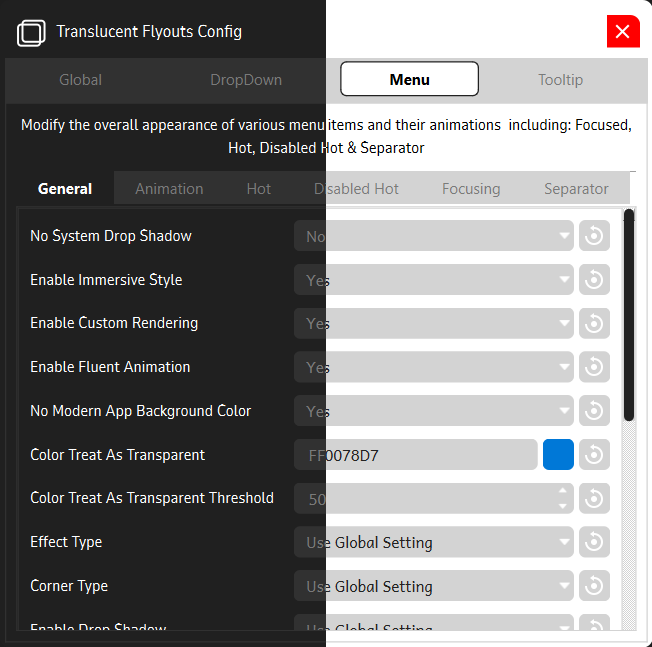 Translucent Flyouts Config
Global DropDown Menu Tooltip
Modify the overall appearance of various menu items and their animations  including: Focused,
Hot, Disabled Hot & Separator
General Animation Hot Disabled Hot Focusing Separator
No System Drop Shadow No
Enable Immersive Style Yes
Enable Custom Rendering Yes
Enable Fluent Animation Yes
No Modern App Background Color Yes
Color Treat As Transparent FF0078D7
Color Treat As Transparent Threshold 50
Effect Type Use Global Setting
Corner Type Use Global Setting
Enable Drop Shadow Use Global Setting